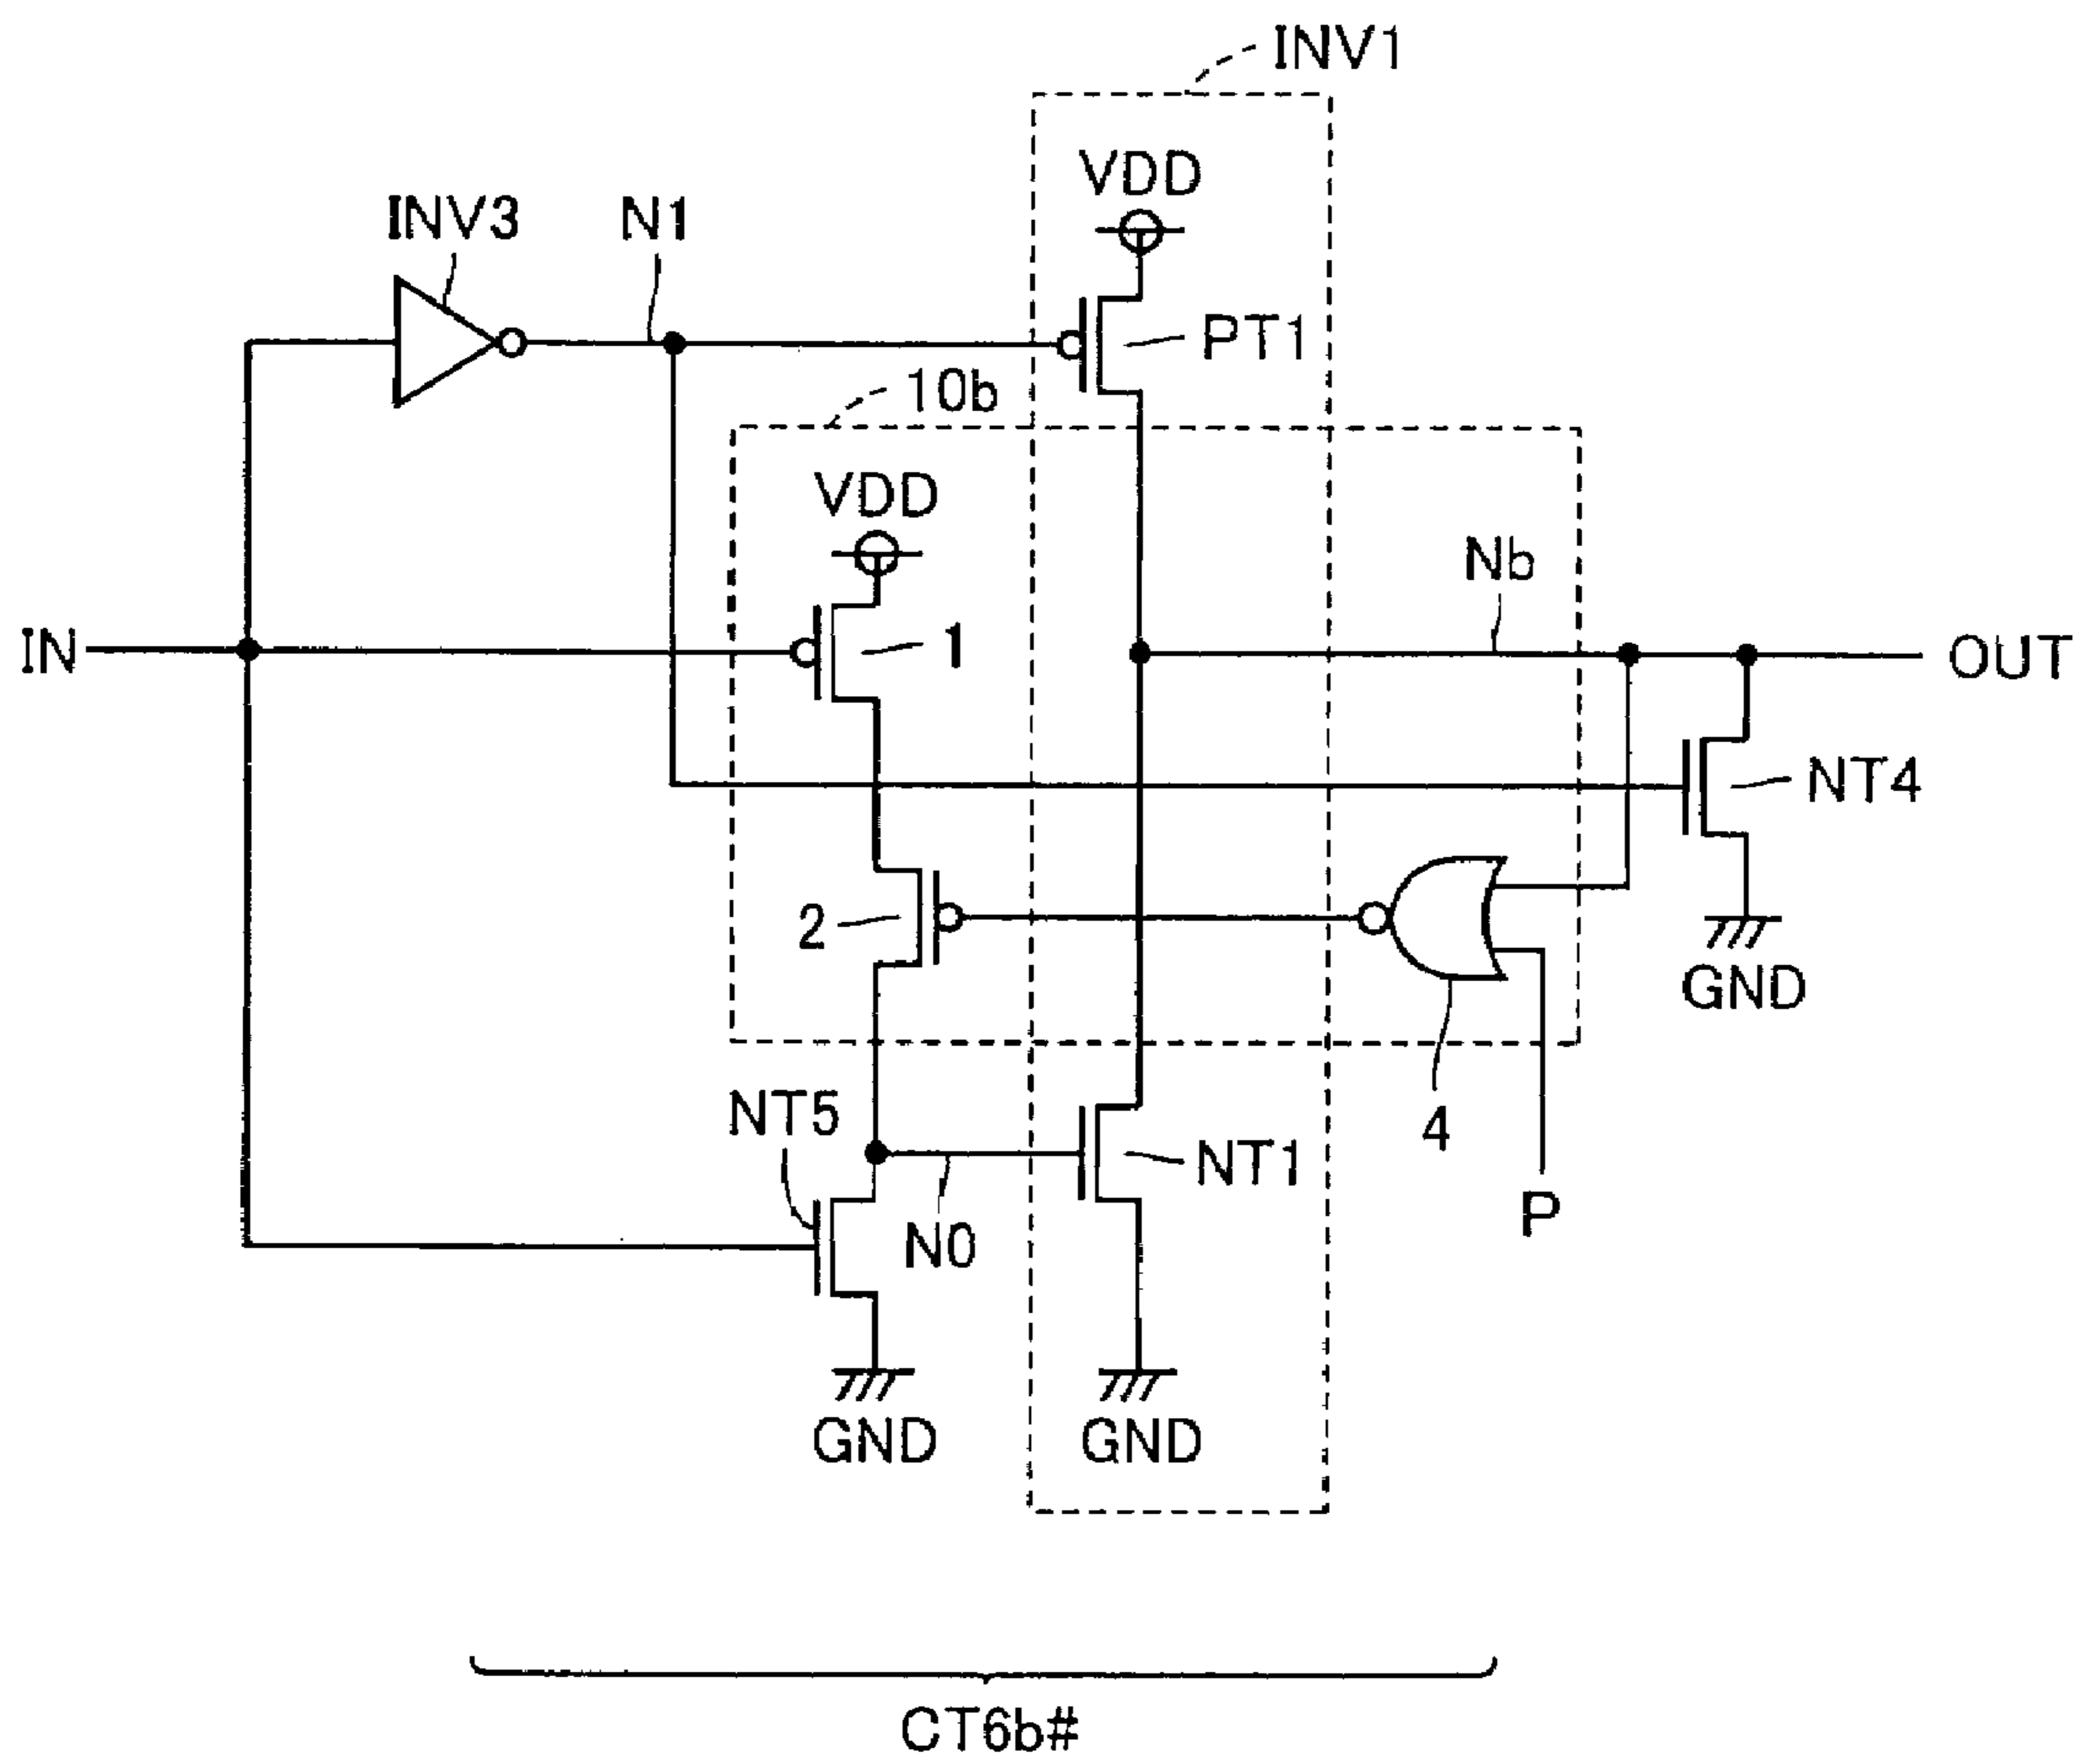 INV1
VDD
INV3
N1
PT1
10b
VDD
Nb
IN
1
OUT
NT4
2
GND
NT5
4
NT1
P
N0
GND
GND
CT6b#